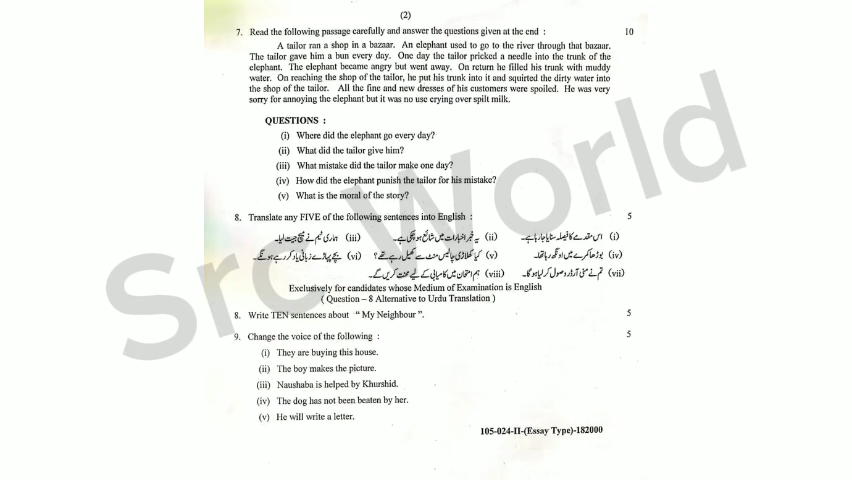 (2)
7. Read the following passage carefully and answer the questions given at the end : 10
A tailor ran a shop in a bazaar. An elephant used to go to the river through that bazaar.
The tailor gave him a bun every day. One day the tailor pricked a needle into the trunk of the
elephant. The elephant became angry but went away. On return he filled his trunk with muddy
water. On reaching the shop of the tailor, he put his trunk into it and squirted the dirty water into
the shop of the tailor. All the fine and new dresses of his customers were spoiled. He was very
sorry for annoying the elephant but it was no use crying over spilt milk.
QUESTIONS :
(i) Where did the elephant go every day?
(ii) What did the tailor give him?
(iii) What mistake did the tailor make one day?
(iv) How did the elephant punish the tailor for his mistake?
(v) What is the moral of the story?
8. Translate any FIVE of the following sentences into English : 5
(i) اس مقدمے کا فیصلہ سنایا جا رہا ہے۔ (ii) یہ خبر اخبارات میں شائع ہو چکی ہے۔ (iii) ہماری ٹیم نے میچ جیت لیا۔
(iv) بوڑھا کمرے میں اونگھ رہا تھا۔ (v) کیا کھلاڑی چالیس منٹ سے کھیل رہے تھے؟ (vi) بچے پہاڑے زبانی یاد کر رہے ہونگے۔
(vii) تم نے منی آرڈر وصول کر لیا ہو گا۔ (viii) ہم امتحان میں کامیابی کے لیے محنت کریں گے۔
Exclusively for candidates whose Medium of Examination is English
( Question – 8 Alternative to Urdu Translation )
8. Write TEN sentences about “ My Neighbour ”. 5
9. Change the voice of the following : 5
(i) They are buying this house.
(ii) The boy makes the picture.
(iii) Naushaba is helped by Khurshid.
(iv) The dog has not been beaten by her.
(v) He will write a letter.
105-024-II-(Essay Type)-182000
Src World